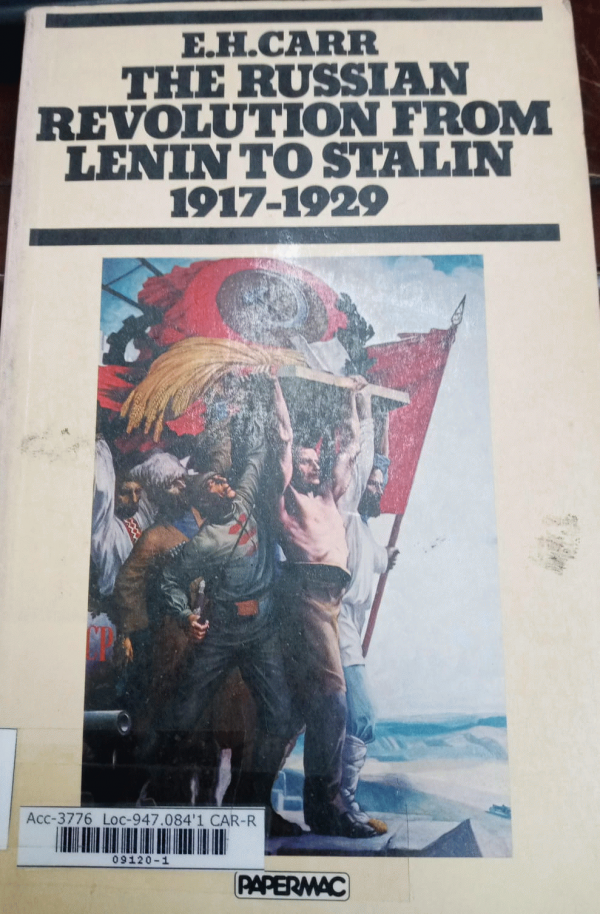 E.H.CARR
THE RUSSIAN
REVOLUTION FROM
LENIN TO STALIN
1917-1929
СР
Acc-3776 Loc-947.084'1 CAR-R
09120-1
PAPERMAC